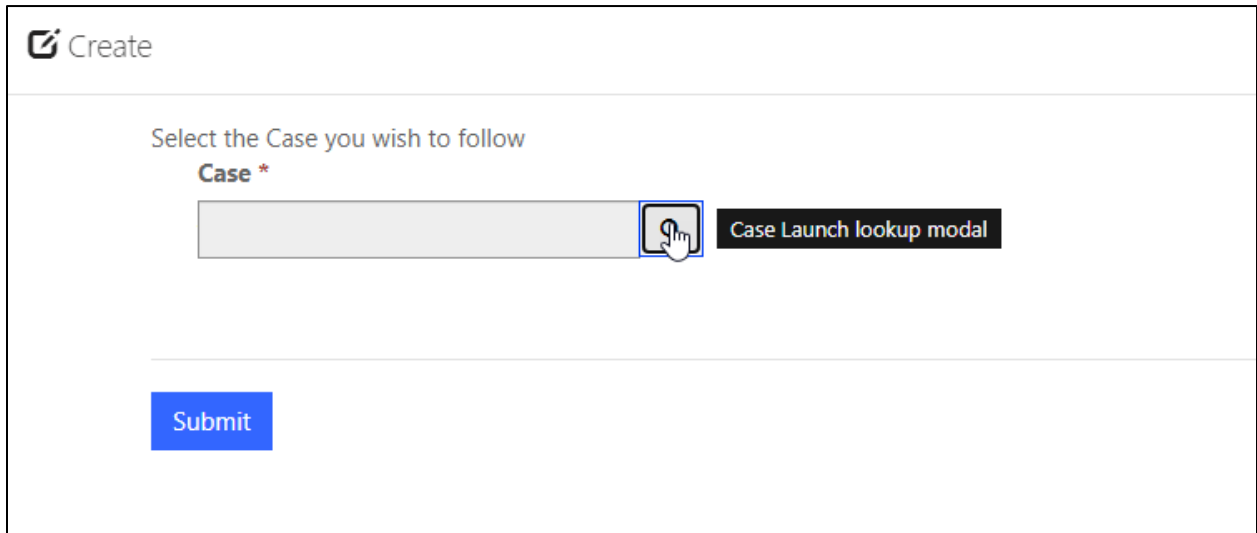 Create
Select the Case you wish to follow
Case *
Case Launch lookup modal
Submit